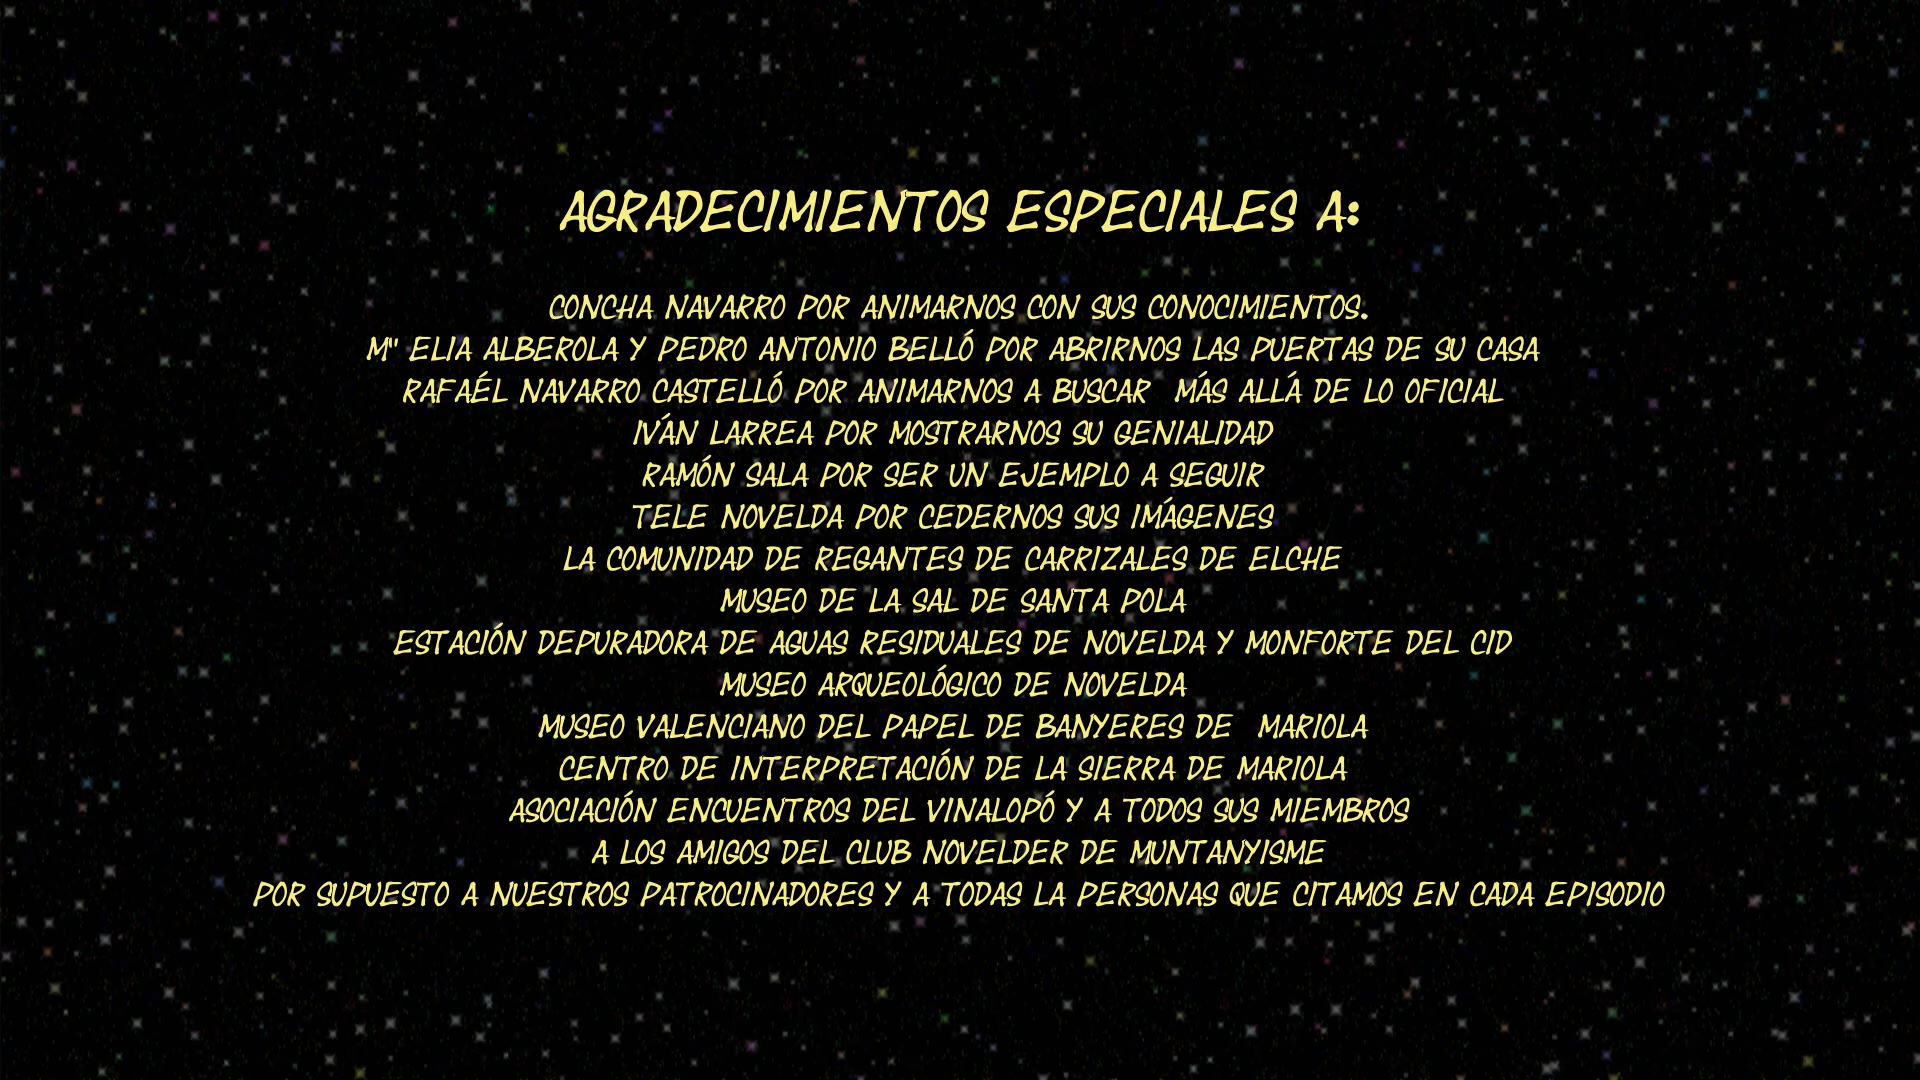 AGRADECIMIENTOS ESPECIALES A:
CONCHA NAVARRO POR ANIMARNOS CON SUS CONOCIMIENTOS.
M" ELIA ALBEROLA Y PEDRO ANTONIO BELLÓ POR ABRIRNOS LAS PUERTAS DE SU CASA
RAFAÉL NAVARRO CASTELLÓ POR ANIMARNOS A BUSCAR  MÁS ALLÁ DE LO OFICIAL
IVÁN LARREA POR MOSTRARNOS SU GENIALIDAD
RAMÓN SALA POR SER UN EJEMPLO A SEGUIR
TELE NOVELDA POR CEDERNOS SUS IMÁGENES
LA COMUNIDAD DE REGANTES DE CARRIZALES DE ELCHE
MUSEO DE LA SAL DE SANTA POLA
ESTACIÓN DEPURADORA DE AGUAS RESIDUALES DE NOVELDA Y MONFORTE DEL CID
MUSEO ARQUEOLÓGICO DE NOVELDA
MUSEO VALENCIANO DEL PAPEL DE BANYERES DE  MARIOLA
CENTRO DE INTERPRETACIÓN DE LA SIERRA DE MARIOLA
ASOCIACIÓN ENCUENTROS DEL VINALOPÓ Y A TODOS SUS MIEMBROS
A LOS AMIGOS DEL CLUB NOVELDER DE MUNTANYISME
POR SUPUESTO A NUESTROS PATROCINADORES Y A TODAS LA PERSONAS QUE CITAMOS EN CADA EPISODIO